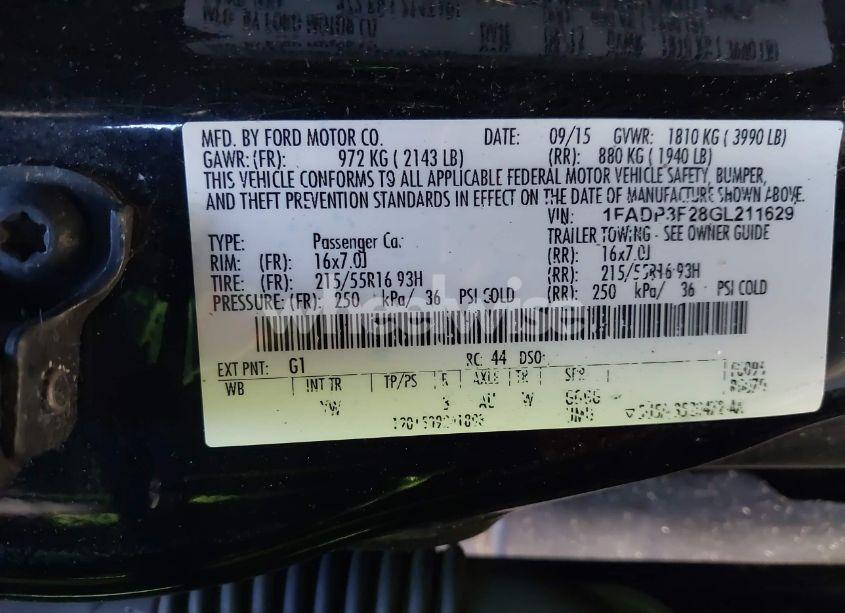 MFD. BY FORD MOTOR CO. DATE: 09/15 GVWR: 1810 KG ( 3990 LB)
GAWR:(FR): 972 KG ( 2143 LB) (RR): 880 KG ( 1940 LB)
THIS VEHICLE CONFORMS TO ALL APPLICABLE FEDERAL MOTOR VEHICLE SAFETY, BUMPER,
AND THEFT PREVENTION STANDARDS IN EFFECT ON THE DATE OF MANUFACTURE SHOWN ABOVE.
VIN: 1FADP3F28GL211629
TYPE: Passenger Car TRAILER TOWING - SEE OWNER GUIDE
RIM: (FR): 16x7.0J (RR): 16x7.0J
TIRE: (FR): 215/55R16 93H (RR): 215/55R16 93H
PRESSURE:(FR): 250 kPa/ 36 PSI COLD (RR): 250 kPa/ 36 PSI COLD
wheelwise
EXT PNT: G1 RC: 44 DSO:
WB INT TR TP/PS R AXLE TR SPR